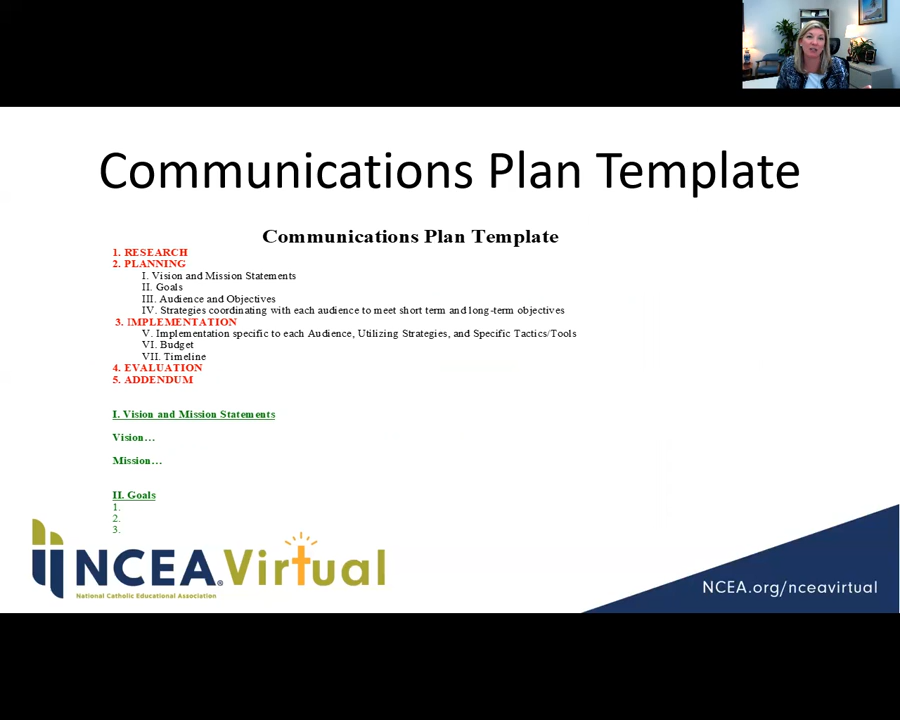 Communications Plan Template
Communications Plan Template
1. RESEARCH
2. PLANNING
I. Vision and Mission Statements
II. Goals
III. Audience and Objectives
IV. Strategies coordinating with each audience to meet short term and long-term objectives
3. IMPLEMENTATION
V. Implementation specific to each Audience, Utilizing Strategies, and Specific Tactics/Tools
VI. Budget
VII. Timeline
4. EVALUATION
5. ADDENDUM
I. Vision and Mission Statements
Vision…
Mission…
II. Goals
1.
2.
3.
NCEA® Virtual
National Catholic Educational Association
NCEA.org/nceavirtual